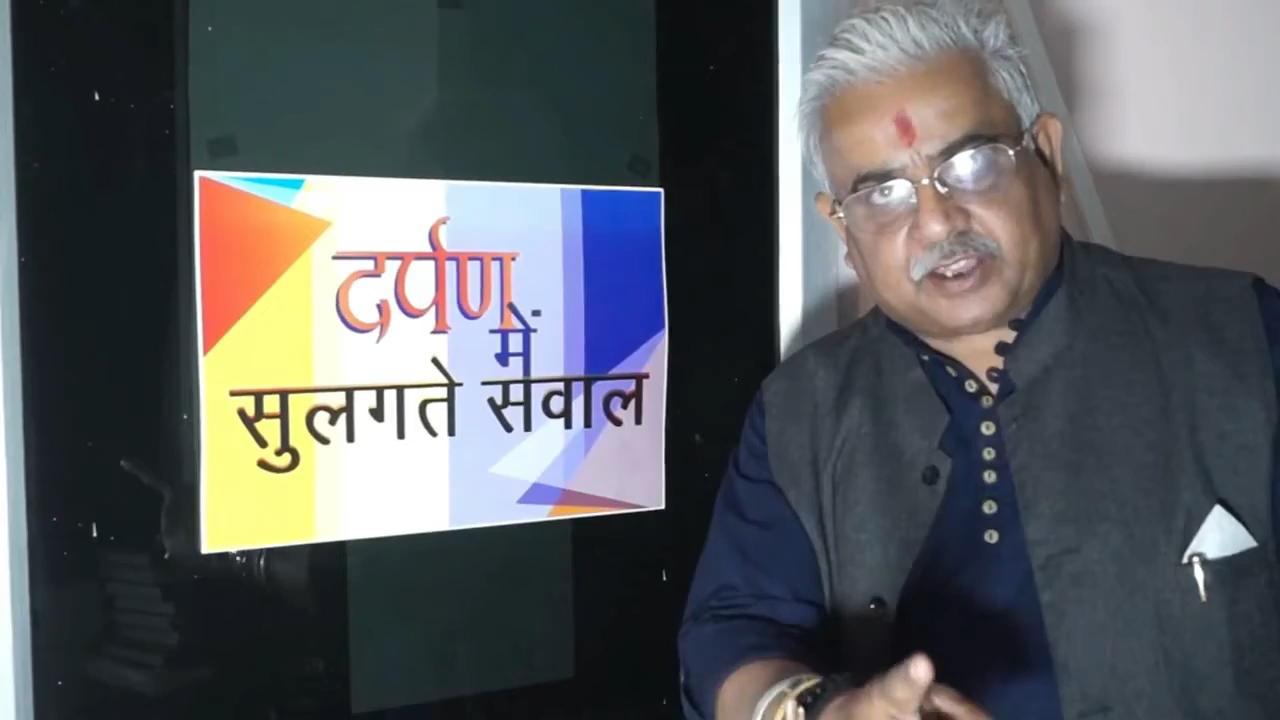 दर्पण
में
सुलगते सवाल